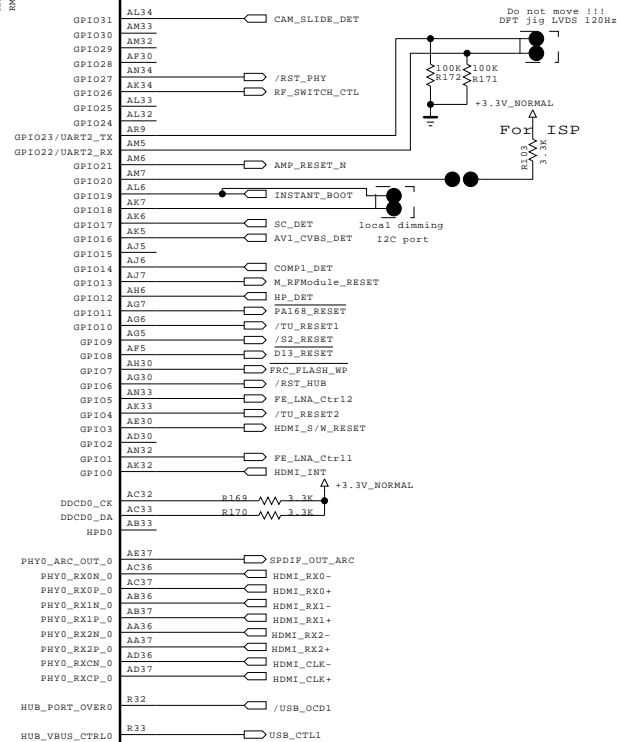 Do not move !!!
DFT jig LVDS 120Hz
GPIO31 AL34 CAM_SLIDE_DET
GPIO30 AM33
GPIO29 AM32
GPIO28 AF30
GPIO27 AN34 /RST_PHY
100K R172
100K R171
GPIO26 AK34 RF_SWITCH_CTL
GPIO25 AL33
+3.3V_NORMAL
GPIO24 AL32
For ISP
GPIO23/UART2_TX AR9
GPIO22/UART2_RX AM5
R103 3.3K
GPIO21 AM6 AMP_RESET_N
GPIO20 AM7
GPIO19 AL6 INSTANT_BOOT
GPIO18 AK7
local dimming
I2C port
GPIO17 AK6 SC_DET
GPIO16 AK5 AV1_CVBS_DET
GPIO15 AJ5
GPIO14 AJ6 COMP1_DET
GPIO13 AJ7 M_RFModule_RESET
GPIO12 AH6 HP_DET
GPIO11 AG7 PA168_RESET
GPIO10 AG6 /TU_RESET1
GPIO9 AG5 /S2_RESET
GPIO8 AF5 D13_RESET
GPIO7 AH30 FRC_FLASH_WP
GPIO6 AG30 /RST_HUB
GPIO5 AN33 FE_LNA_Ctrl2
GPIO4 AK33 /TU_RESET2
GPIO3 AE30 HDMI_S/W_RESET
GPIO2 AD30
GPIO1 AN32 FE_LNA_Ctrl1
GPIO0 AK32 HDMI_INT
+3.3V_NORMAL
DDCD0_CK AC32 R169 3.3K
DDCD0_DA AC33 R170 3.3K
HPD0 AB33
PHY0_ARC_OUT_0 AE37 SPDIF_OUT_ARC
PHY0_RX0N_0 AC36 HDMI_RX0-
PHY0_RX0P_0 AC37 HDMI_RX0+
PHY0_RX1N_0 AB36 HDMI_RX1-
PHY0_RX1P_0 AB37 HDMI_RX1+
PHY0_RX2N_0 AA36 HDMI_RX2-
PHY0_RX2P_0 AA37 HDMI_RX2+
PHY0_RXCN_0 AD36 HDMI_CLK-
PHY0_RXCP_0 AD37 HDMI_CLK+
HUB_PORT_OVER0 R32 /USB_OCD1
HUB_VBUS_CTRL0 R33 USB_CTL1